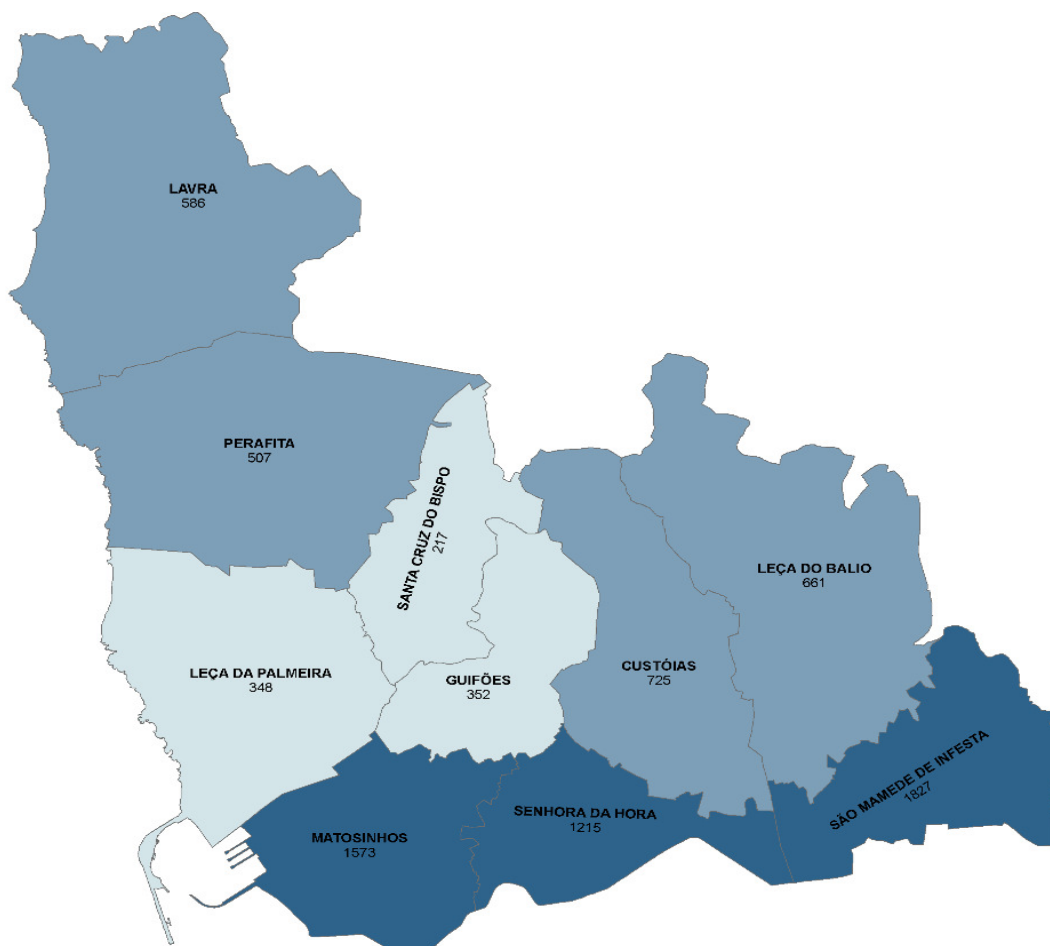 LAVRA
586
PERAFITA
507
SANTA CRUZ DO BISPO
217
LEÇA DO BALIO
661
LEÇA DA PALMEIRA
348
GUIFÕES
352
CUSTÓIAS
725
SÃO MAMEDE DE INFESTA
1827
MATOSINHOS
1573
SENHORA DA HORA
1215